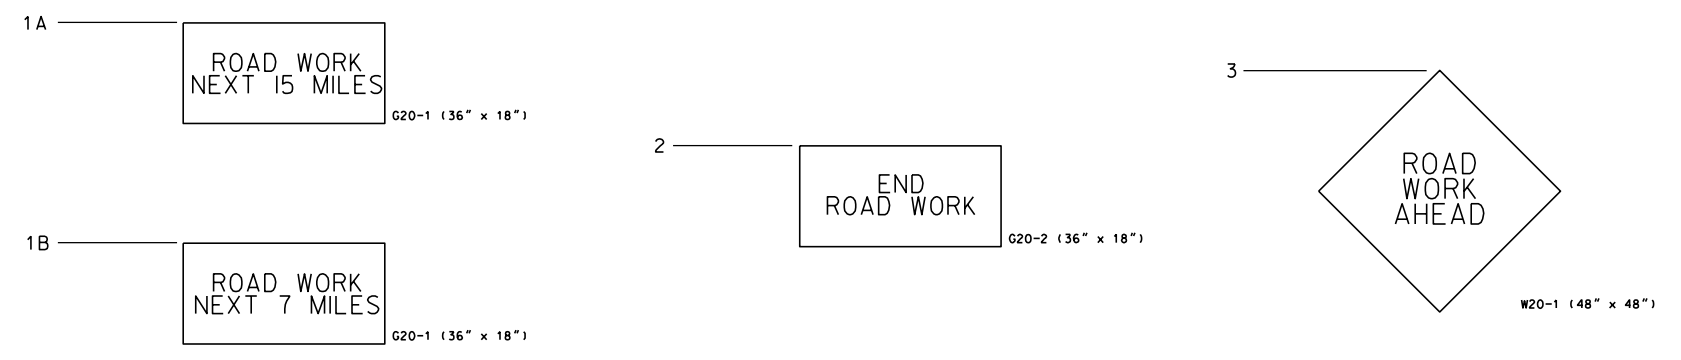 1A
ROAD WORK
NEXT 15 MILES
G20-1 (36" x 18")
1B
ROAD WORK
NEXT 7 MILES
G20-1 (36" x 18")
2
END
ROAD WORK
G20-2 (36" x 18")
3
ROAD
WORK
AHEAD
W20-1 (48" x 48")